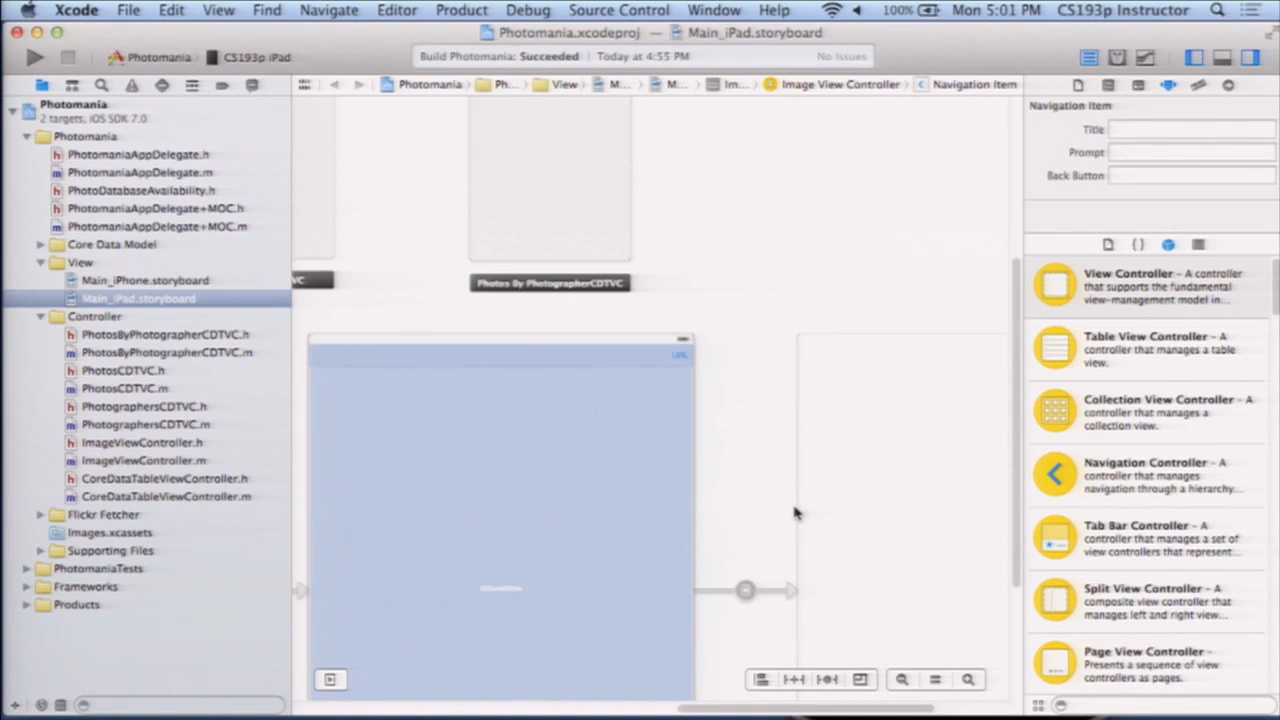 Xcode File Edit View Find Navigate Editor Product Debug Source Control Window Help 100% Mon 5:01 PM CS193p Instructor
Photomania.xcodeproj — Main_iPad.storyboard
Photomania CS193p iPad Build Photomania: Succeeded Today at 4:55 PM No Issues
Photomania Ph... View M... M... Im... Image View Controller Navigation Item
Photomania
2 targets, iOS SDK 7.0
Photomania
PhotomaniaAppDelegate.h
PhotomaniaAppDelegate.m
PhotoDatabaseAvailability.h
PhotomaniaAppDelegate+MOC.h
PhotomaniaAppDelegate+MOC.m
Core Data Model
View
Main_iPhone.storyboard
Main_iPad.storyboard
Controller
PhotosByPhotographerCDTVC.h
PhotosByPhotographerCDTVC.m
PhotosCDTVC.h
PhotosCDTVC.m
PhotographersCDTVC.h
PhotographersCDTVC.m
ImageViewController.h
ImageViewController.m
CoreDataTableViewController.h
CoreDataTableViewController.m
Flickr Fetcher
Images.xcassets
Supporting Files
PhotomaniaTests
Frameworks
Products
VC
Photos By PhotographerCDTVC
URL
UIScrollView
Navigation Item
Title
Prompt
Back Button
View Controller - A controller
that supports the fundamental
view-management model in...
Table View Controller - A
controller that manages a table
view.
Collection View Controller - A
controller that manages a
collection view.
Navigation Controller - A
controller that manages
navigation through a hierarchy...
Tab Bar Controller - A
controller that manages a set of
view controllers that represent...
Split View Controller - A
composite view controller that
manages left and right view...
Page View Controller -
Presents a sequence of view
controllers as pages.